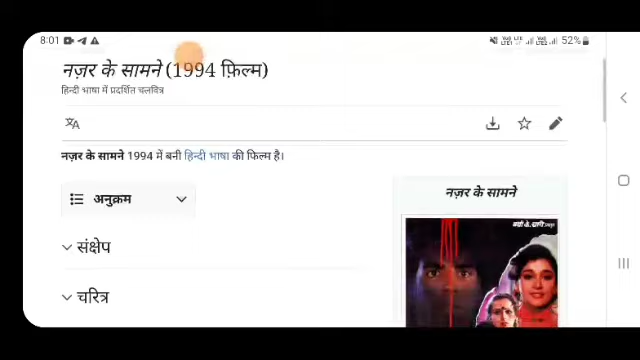 8:01
52%
नज़र के सामने (1994 फ़िल्म)
हिन्दी भाषा में प्रदर्शित चलचित्र
नज़र के सामने 1994 में बनी हिन्दी भाषा की फिल्म है।
अनुक्रम
नज़र के सामने
संक्षेप
चरित्र